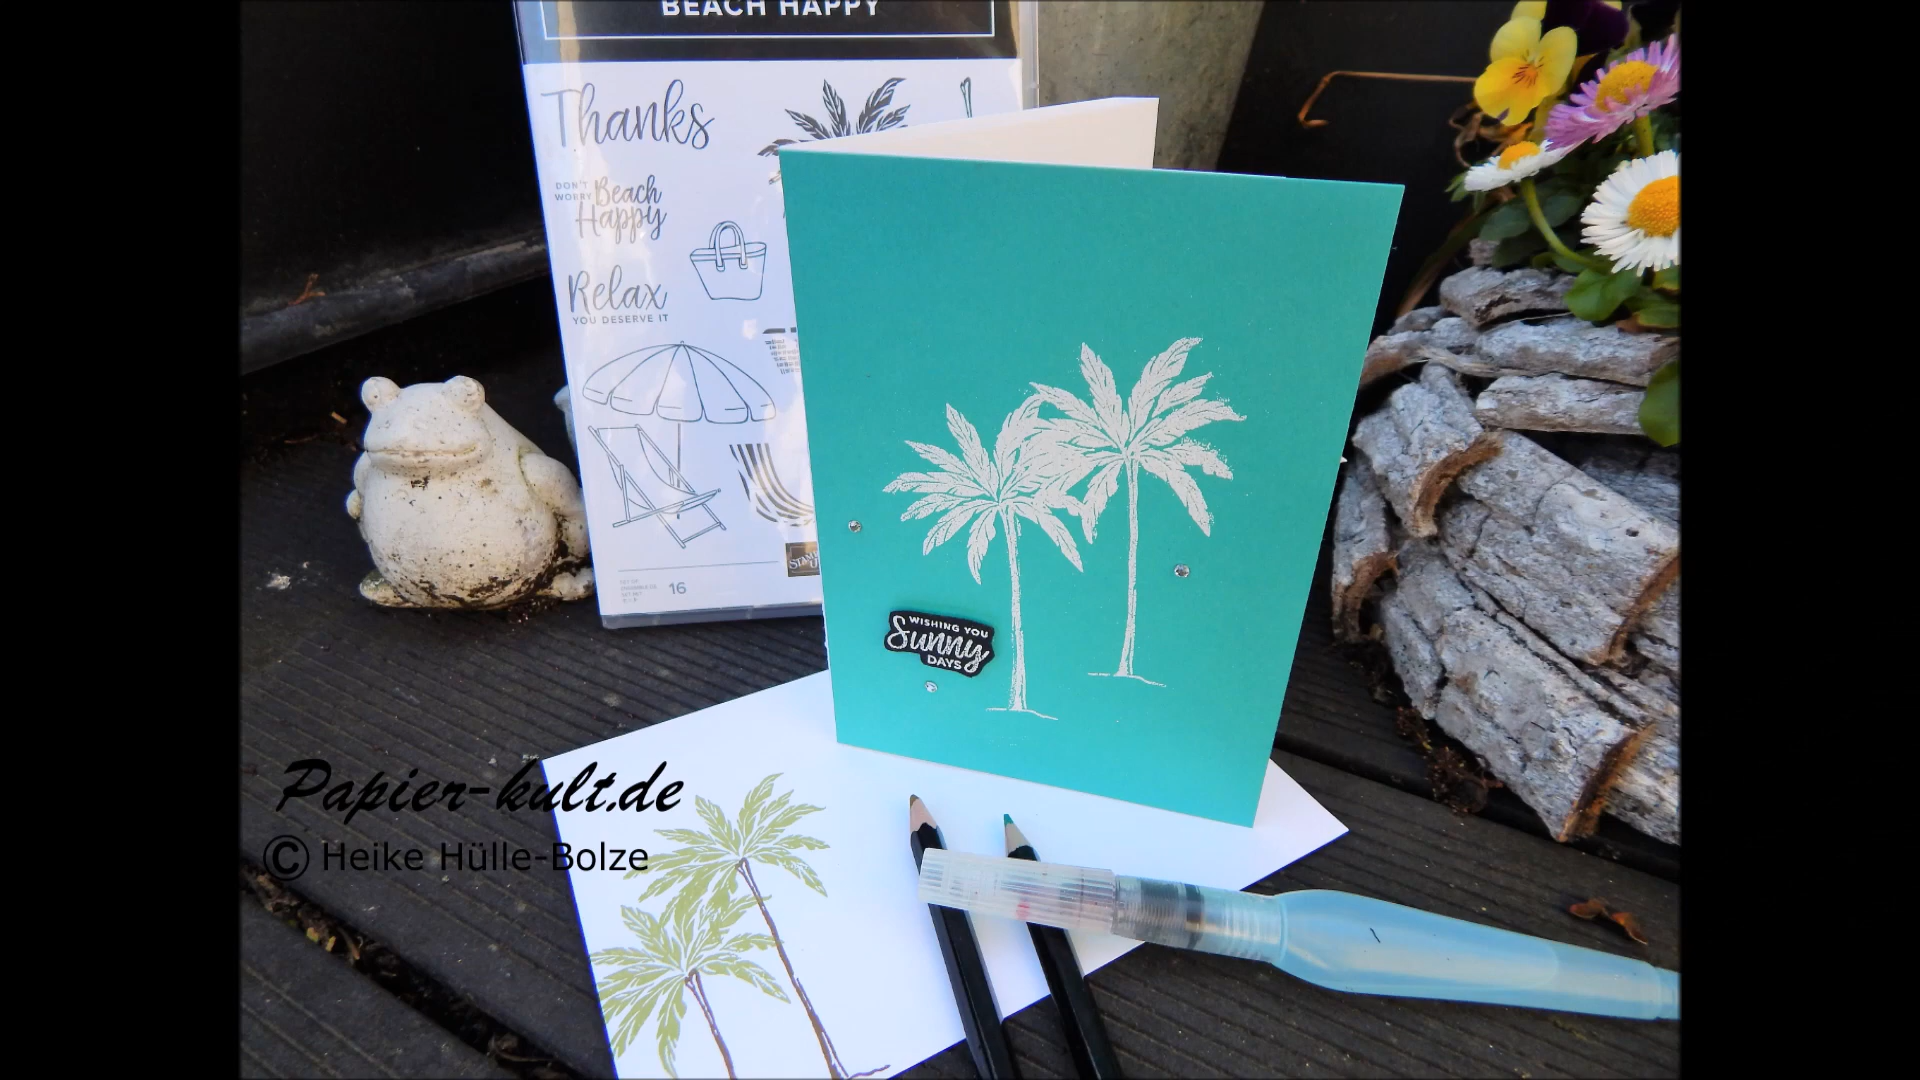 BEACH HAPPY
Thanks
DON'T
WORRY
Beach
Happy
Relax
YOU DESERVE IT
16
WISHING YOU
Sunny
DAYS
Papier-kult.de
© Heike Hülle-Bolze